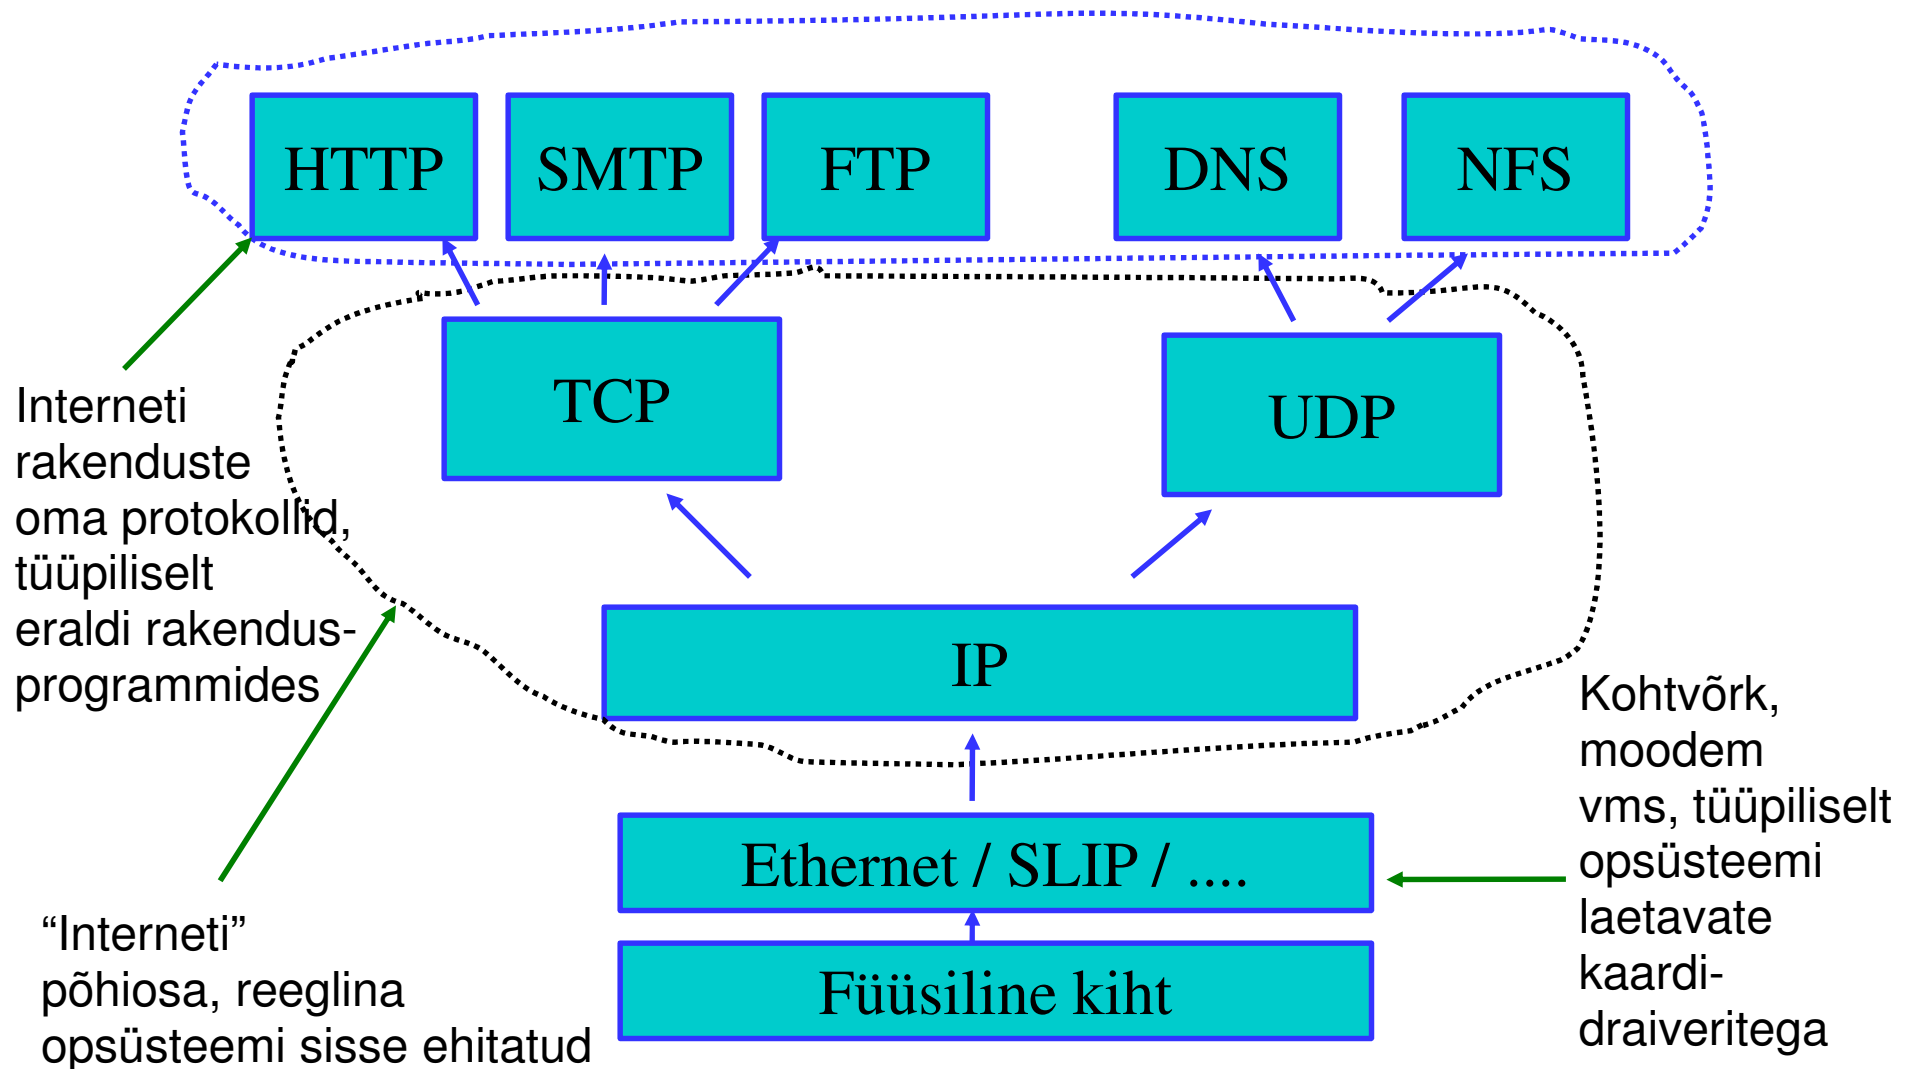 HTTP SMTP FTP DNS NFS
TCP
UDP
Interneti
rakenduste
oma protokollid,
tüüpiliselt
eraldi rakendus-
programmides
IP
Kohtvõrk,
moodem
vms, tüüpiliselt
opsüsteemi
laetavate
kaardi-
draiveritega
Ethernet / SLIP / ....
“Interneti”
põhiosa, reeglina
opsüsteemi sisse ehitatud
Füüsiline kiht